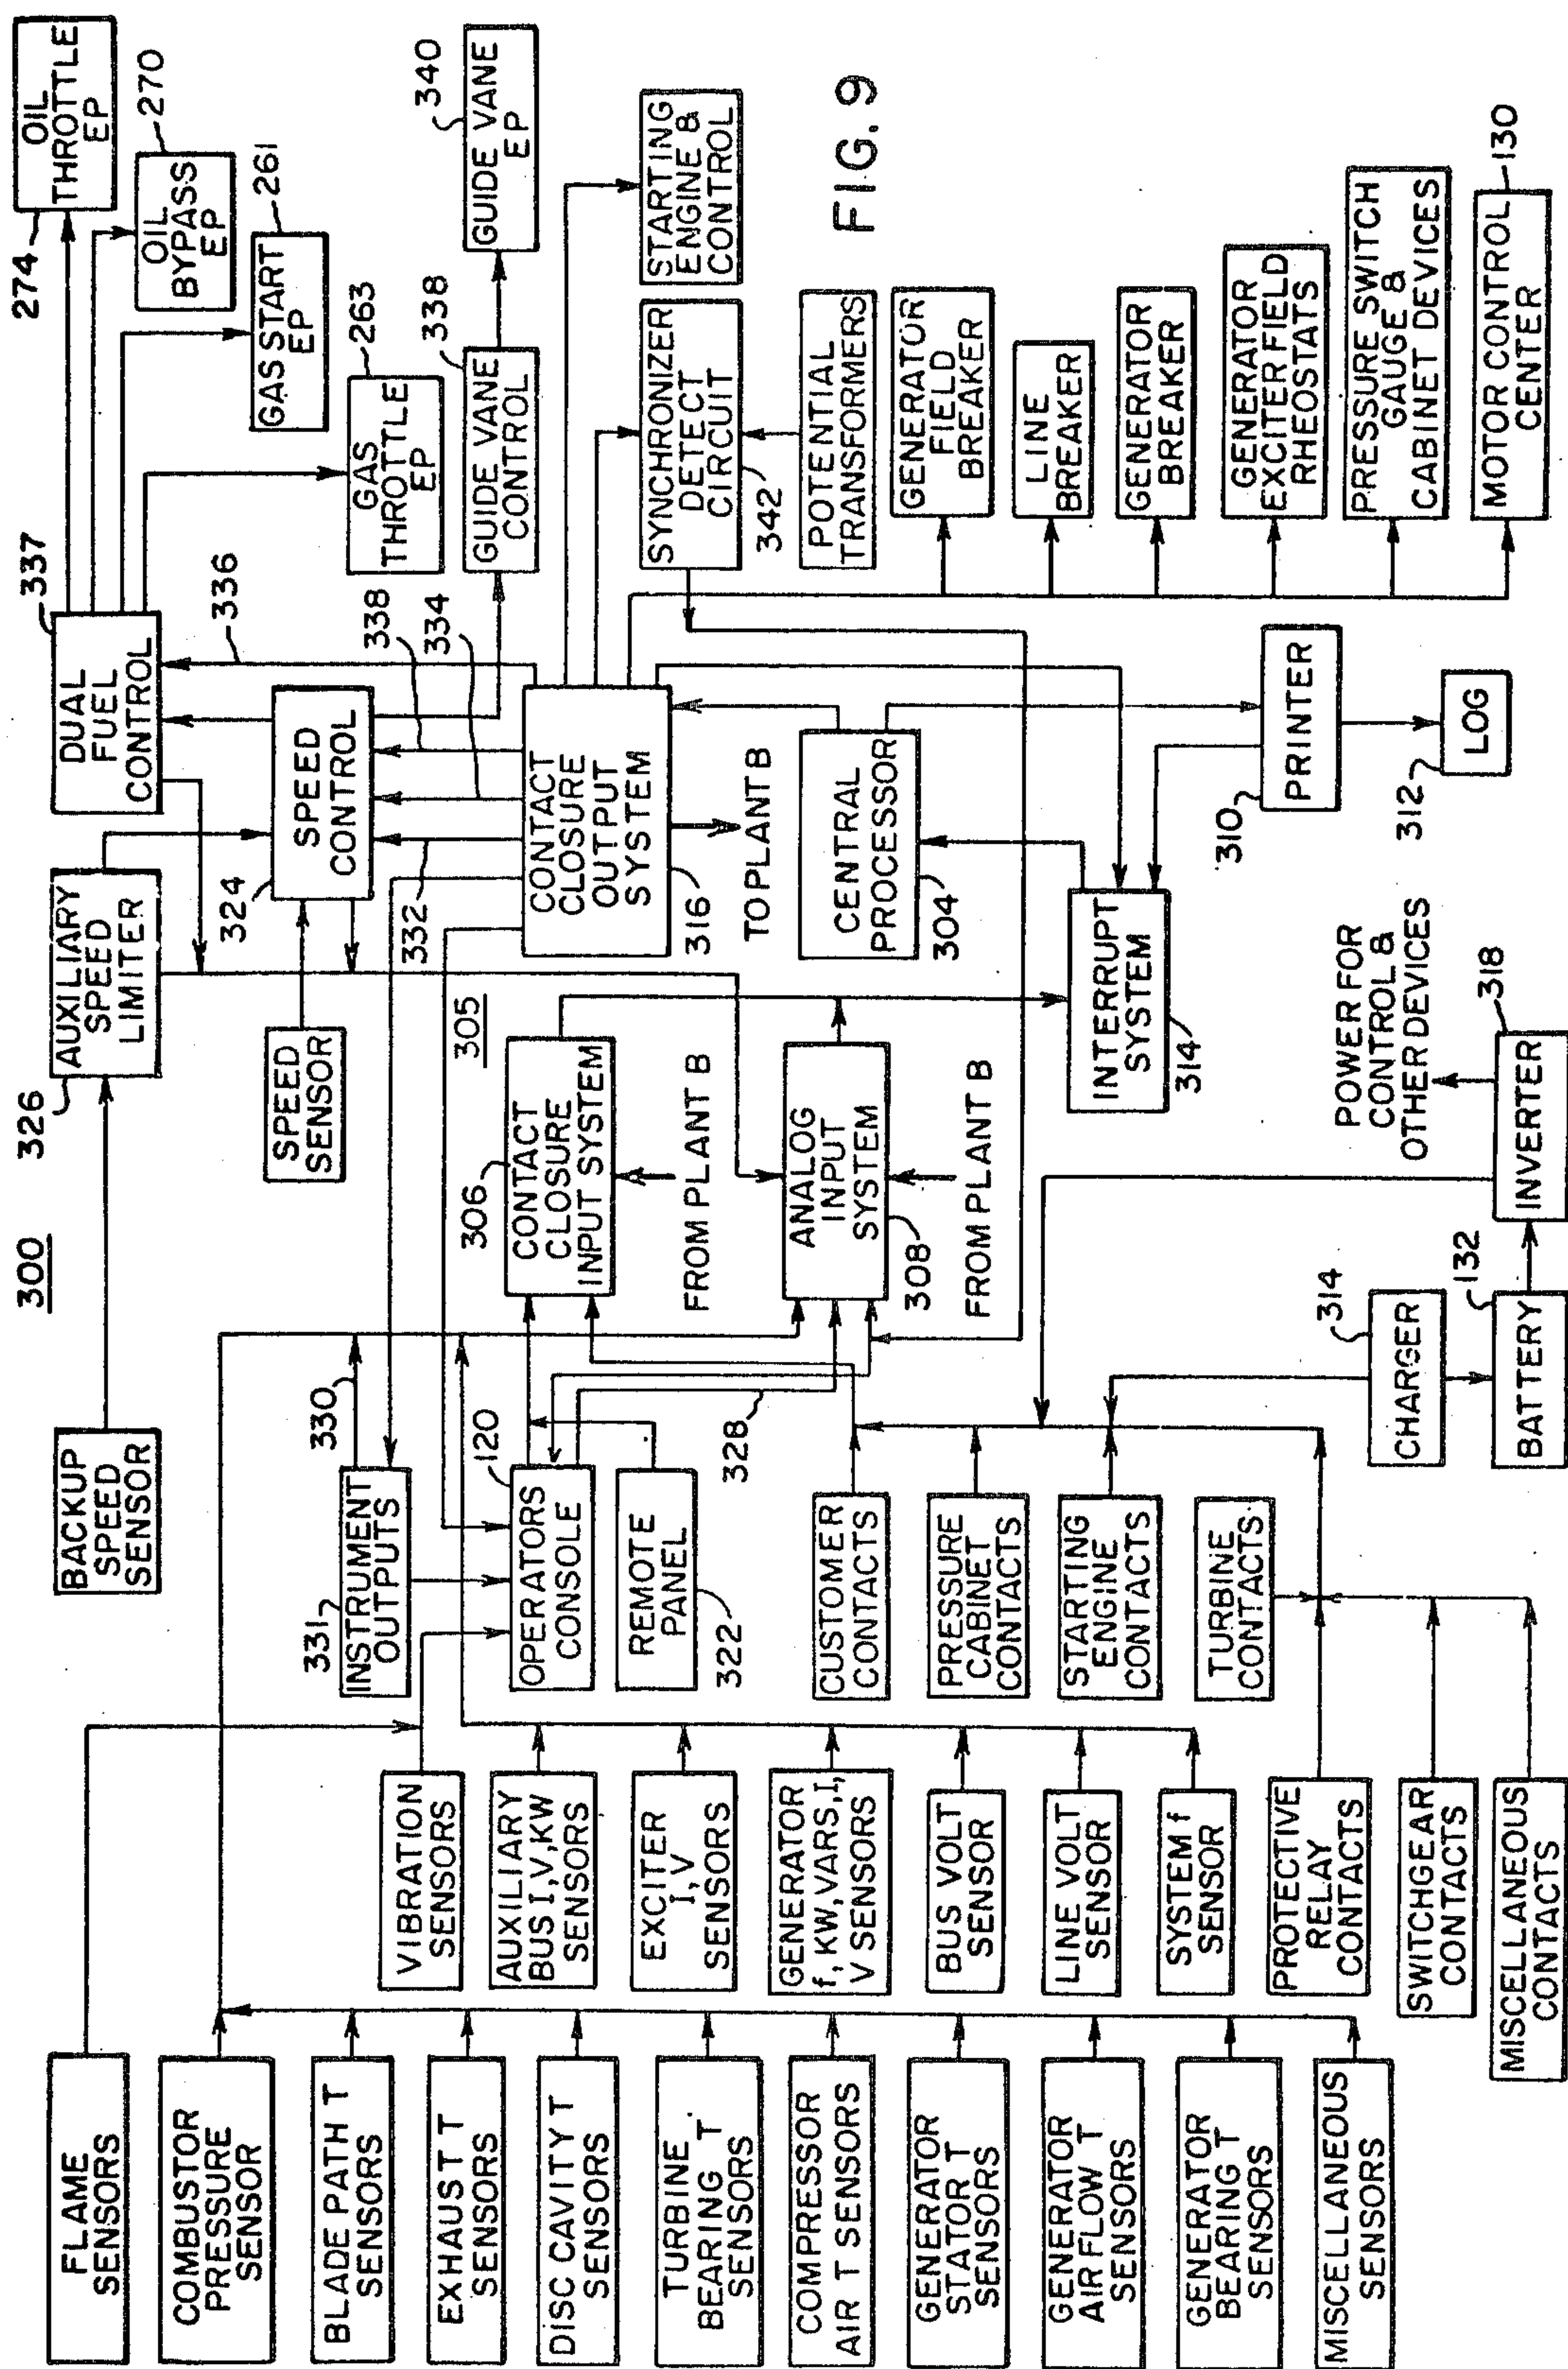 300
FIG. 9
FLAME
SENSORS
COMBUSTOR
PRESSURE
SENSOR
BLADE PATH T
SENSORS
EXHAUST T
SENSORS
DISC CAVITY T
SENSORS
TURBINE
BEARING T
SENSORS
COMPRESSOR
AIR T SENSORS
GENERATOR
STATOR T
SENSORS
GENERATOR
AIR FLOW T
SENSORS
GENERATOR
BEARING T
SENSORS
MISCELLANEOUS
SENSORS
VIBRATION
SENSORS
AUXILIARY
BUS I,V,KW
SENSORS
EXCITER
I,V
SENSORS
GENERATOR
f, KW, VARS, I,
V SENSORS
BUS VOLT
SENSOR
LINE VOLT
SENSOR
SYSTEM f
SENSOR
PROTECTIVE
RELAY
CONTACTS
SWITCHGEAR
CONTACTS
MISCELLANEOUS
CONTACTS
BACKUP
SPEED
SENSOR
331
INSTRUMENT
OUTPUTS
330
120
OPERATORS
CONSOLE
REMOTE
PANEL
322
328
CUSTOMER
CONTACTS
PRESSURE
CABINET
CONTACTS
STARTING
ENGINE
CONTACTS
TURBINE
CONTACTS
314
CHARGER
132
BATTERY
318
INVERTER
POWER FOR
CONTROL &
OTHER DEVICES
326
AUXILIARY
SPEED
LIMITER
SPEED
SENSOR
305
306
CONTACT
CLOSURE
INPUT SYSTEM
FROM PLANT B
ANALOG
INPUT
SYSTEM
308
FROM PLANT B
INTERRUPT
SYSTEM
314
337
DUAL
FUEL
CONTROL
324
SPEED
CONTROL
336
338
334
332
CONTACT
CLOSURE
OUTPUT
SYSTEM
316
TO PLANT B
CENTRAL
PROCESSOR
304
310
PRINTER
312
LOG
274
OIL
THROTTLE
EP
270
OIL
BYPASS
EP
261
GAS START
EP
263
GAS
THROTTLE
EP
338
GUIDE VANE
CONTROL
340
GUIDE VANE
EP
STARTING
ENGINE &
CONTROL
SYNCHRONIZER
DETECT
CIRCUIT
342
POTENTIAL
TRANSFORMERS
GENERATOR
FIELD
BREAKER
LINE
BREAKER
GENERATOR
BREAKER
GENERATOR
EXCITER FIELD
RHEOSTATS
PRESSURE SWITCH
GAUGE &
CABINET DEVICES
MOTOR CONTROL
CENTER
130